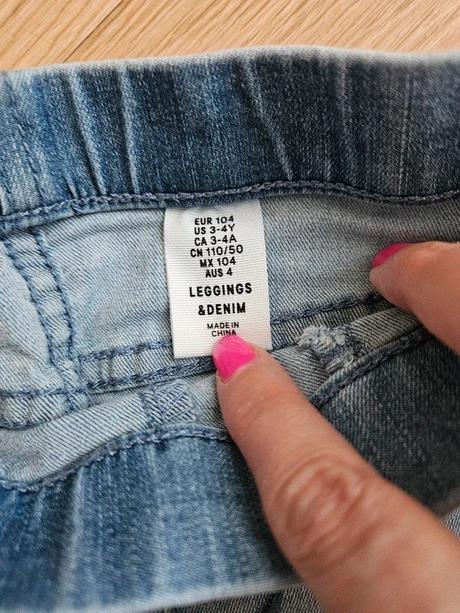 EUR 104
US 3-4Y
CA 3-4A
CN 110/50
MX 104
AUS 4
LEGGINGS
&DENIM
MADE IN
CHINA